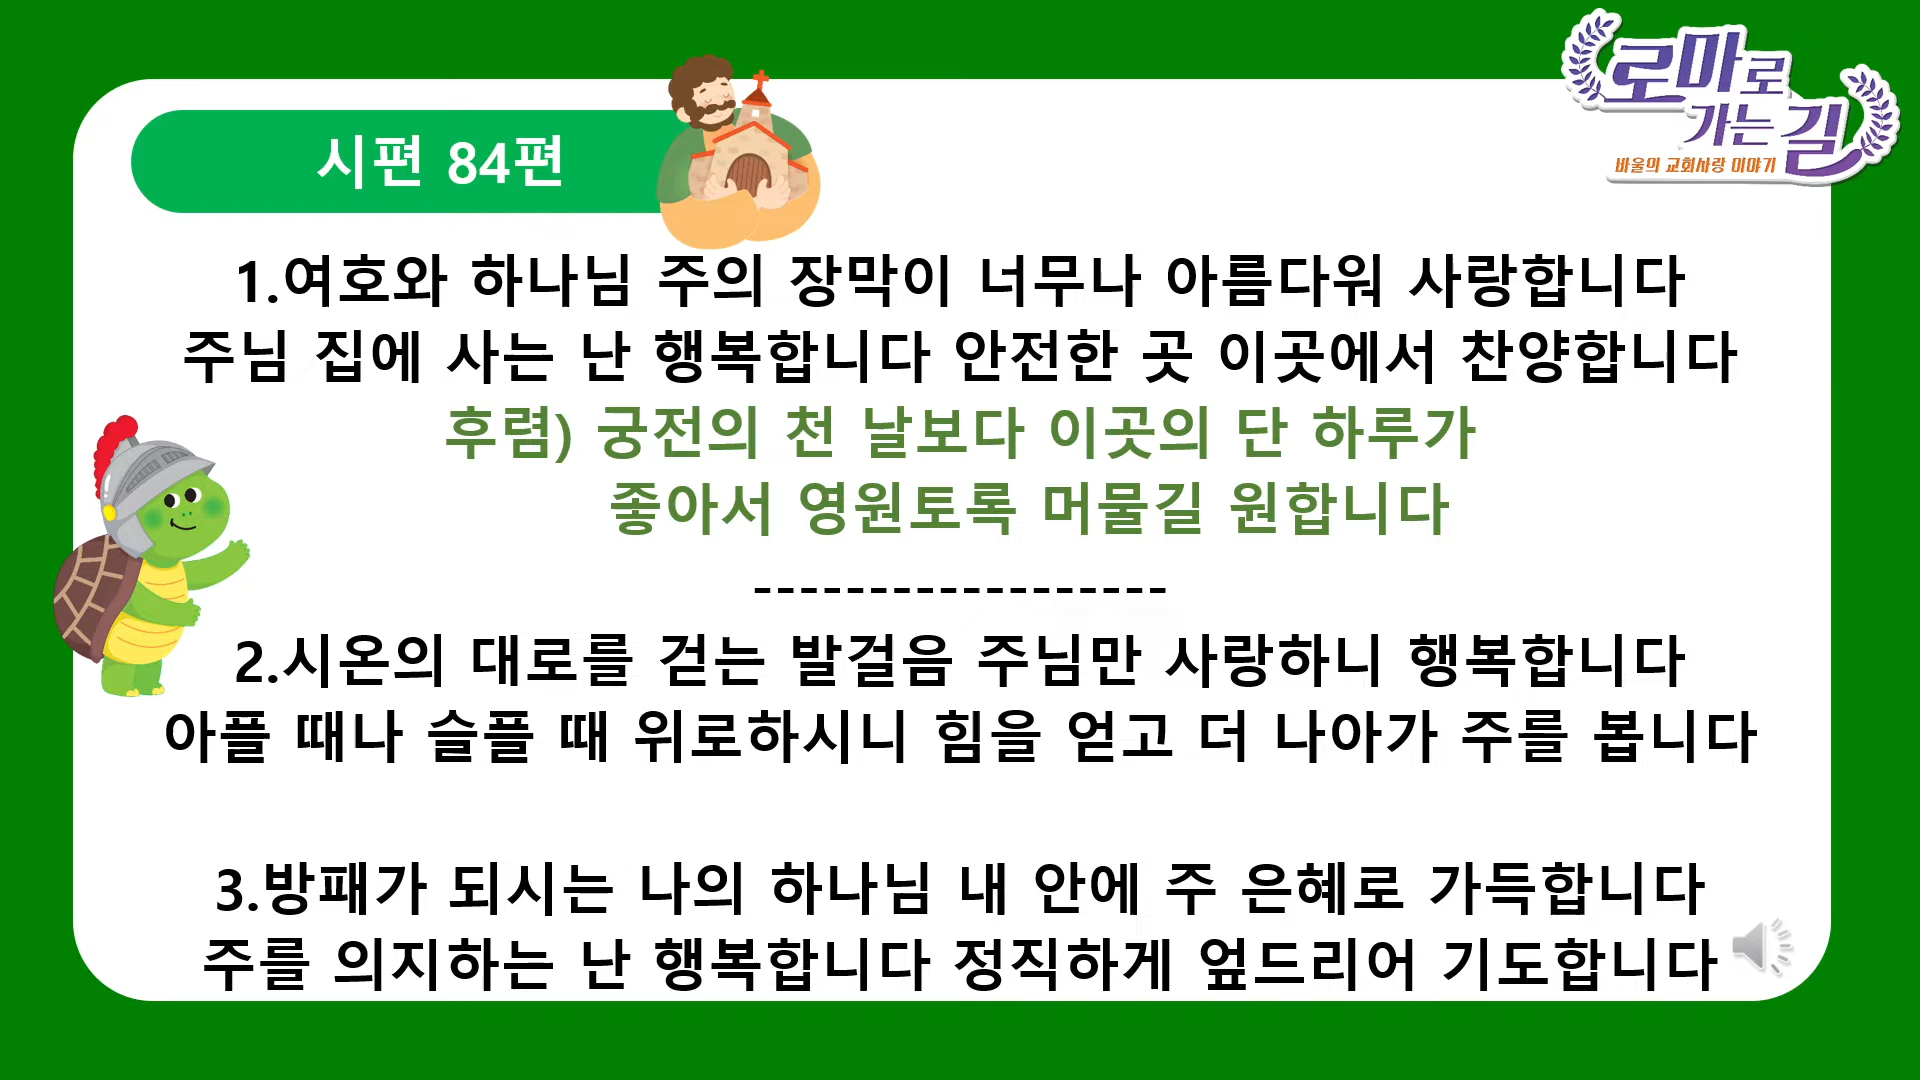 로마로
가는 길
바울의 교회사랑 이야기
시편 84편
1.여호와 하나님 주의 장막이 너무나 아름다워 사랑합니다
주님 집에 사는 난 행복합니다 안전한 곳 이곳에서 찬양합니다
후렴) 궁전의 천 날보다 이곳의 단 하루가
좋아서 영원토록 머물길 원합니다
------------------
2.시온의 대로를 걷는 발걸음 주님만 사랑하니 행복합니다
아플 때나 슬플 때 위로하시니 힘을 얻고 더 나아가 주를 봅니다
3.방패가 되시는 나의 하나님 내 안에 주 은혜로 가득합니다
주를 의지하는 난 행복합니다 정직하게 엎드리어 기도합니다